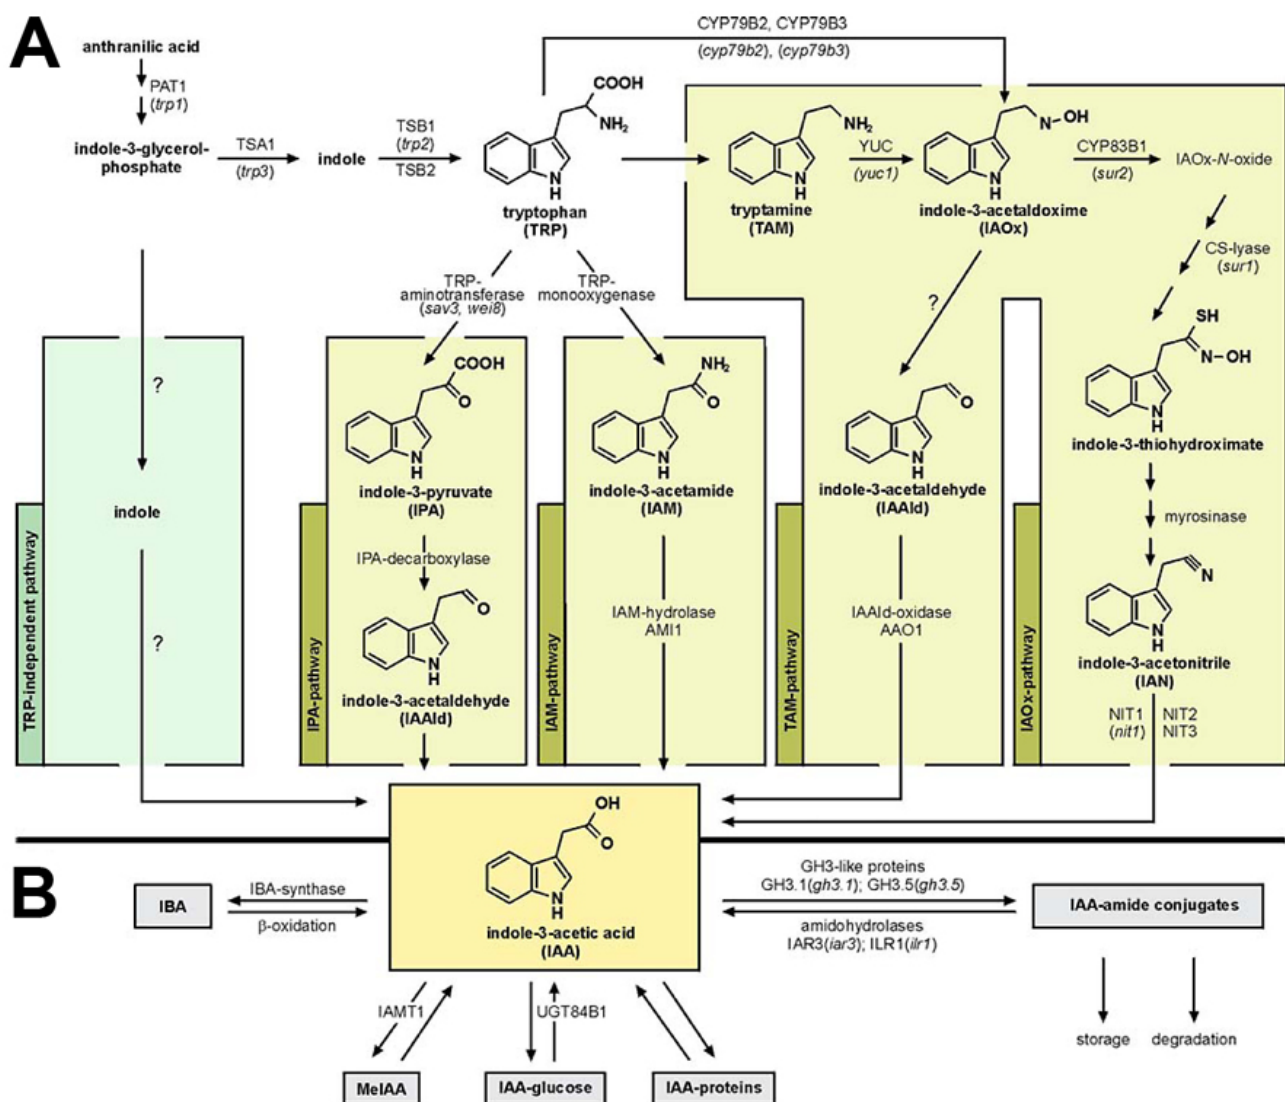 A
CYP79B2, CYP79B3
(cyp79b2), (cyp79b3)
anthranilic acid
PAT1
(trp1)
indole-3-glycerol-
phosphate
TSA1
(trp3)
indole
TSB1
(trp2)
TSB2
COOH
NH₂
N
H
tryptophan
(TRP)
NH₂
N
H
tryptamine
(TAM)
YUC
(yuc1)
N-OH
N
H
indole-3-acetaldoxime
(IAOx)
CYP83B1
(sur2)
IAOx-N-oxide
CS-lyase
(sur1)
TRP-
aminotransferase
(sav3, wei8)
TRP-
monooxygenase
?
?
TRP-independent pathway
indole
?
IPA-pathway
COOH
O
N
H
indole-3-pyruvate
(IPA)
IPA-decarboxylase
O
N
H
indole-3-acetaldehyde
(IAAld)
IAM-pathway
NH₂
O
N
H
indole-3-acetamide
(IAM)
IAM-hydrolase
AMI1
TAM-pathway
O
N
H
indole-3-acetaldehyde
(IAAld)
IAAld-oxidase
AAO1
IAOx-pathway
SH
N-OH
N
H
indole-3-thiohydroximate
myrosinase
N
N
H
indole-3-acetonitrile
(IAN)
NIT1
(nit1)
NIT2
NIT3
B
OH
O
N
H
indole-3-acetic acid
(IAA)
IBA
IBA-synthase
β-oxidation
GH3-like proteins
GH3.1(gh3.1); GH3.5(gh3.5)
amidohydrolases
IAR3(iar3); ILR1(ilr1)
IAA-amide conjugates
storage
degradation
IAMT1
UGT84B1
MeIAA
IAA-glucose
IAA-proteins